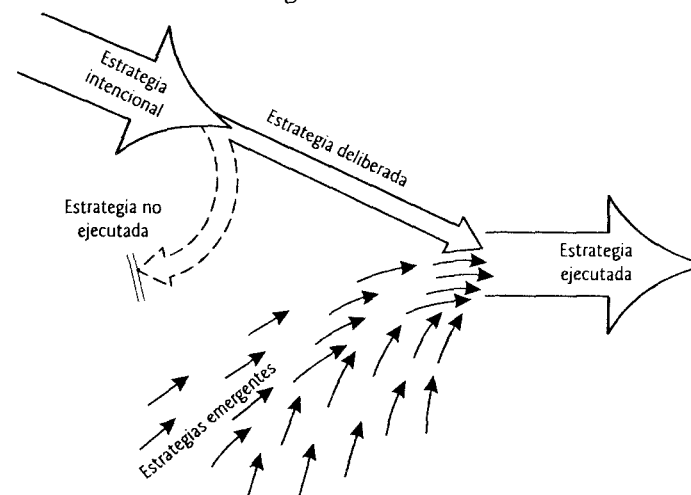 Estrategia
intencional
Estrategia deliberada
Estrategia no
ejecutada
Estrategia
ejecutada
Estrategias emergentes